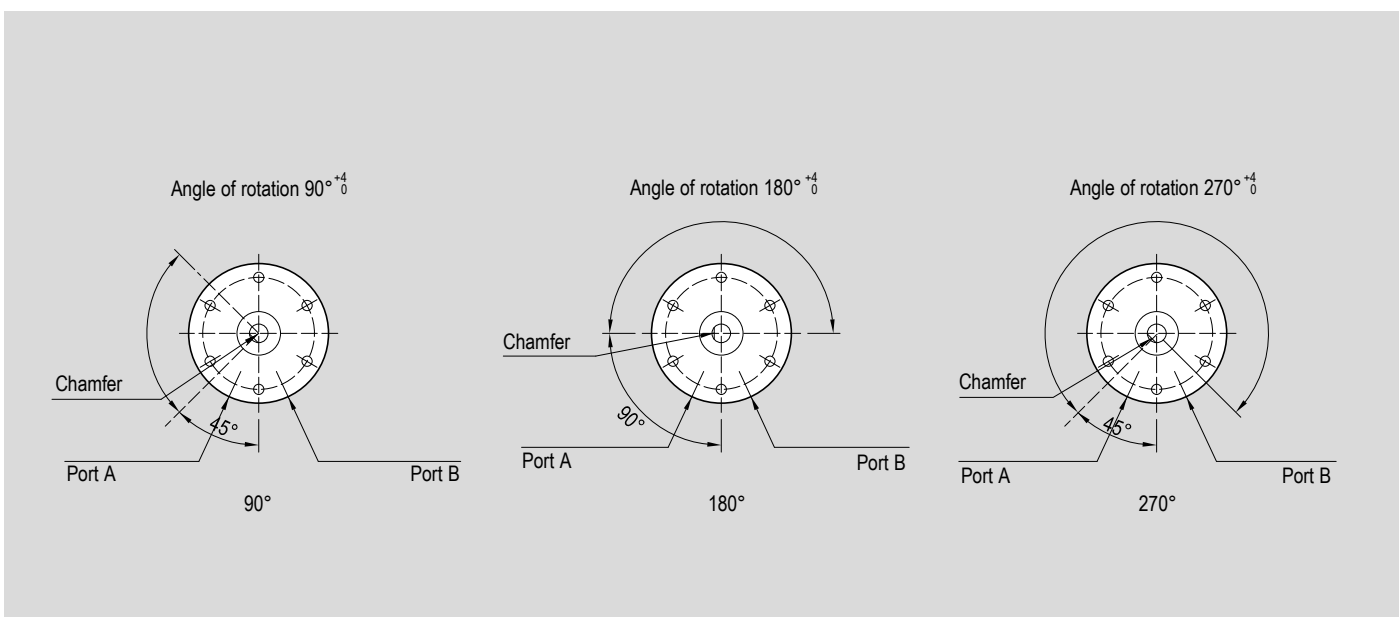 Angle of rotation 90° +4 0
Chamfer
45°
Port A
Port B
90°
Angle of rotation 180° +4 0
Chamfer
90°
Port A
Port B
180°
Angle of rotation 270° +4 0
Chamfer
45°
Port A
Port B
270°